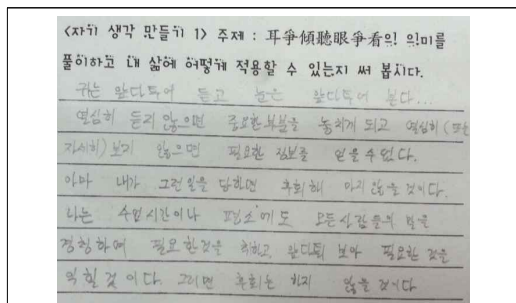 <자기 생각 만들기 1> 주제 : 耳爭傾聽眼爭看의 의미를
풀이하고 내 삶에 어떻게 적용할 수 있는지 써 봅시다.
귀는 앞다투어 듣고 눈은 앞다투어 본다...
열심히 듣지 않으면 중요한 부분을 놓치게 되고 열심히 (또는
자세히) 보지 않으면 필요한 정보를 얻을 수 없다.
아마 내가 그런 일을 당하면 후회해 마지 않을 것이다.
나는 수업시간이나 평소에도 모든 사람들의 말을
경청하여 필요한 것을 취하고, 앞다퉈 보아 필요한 것을
익힐 것이다. 그러면 후회는 하지 않을 것이다